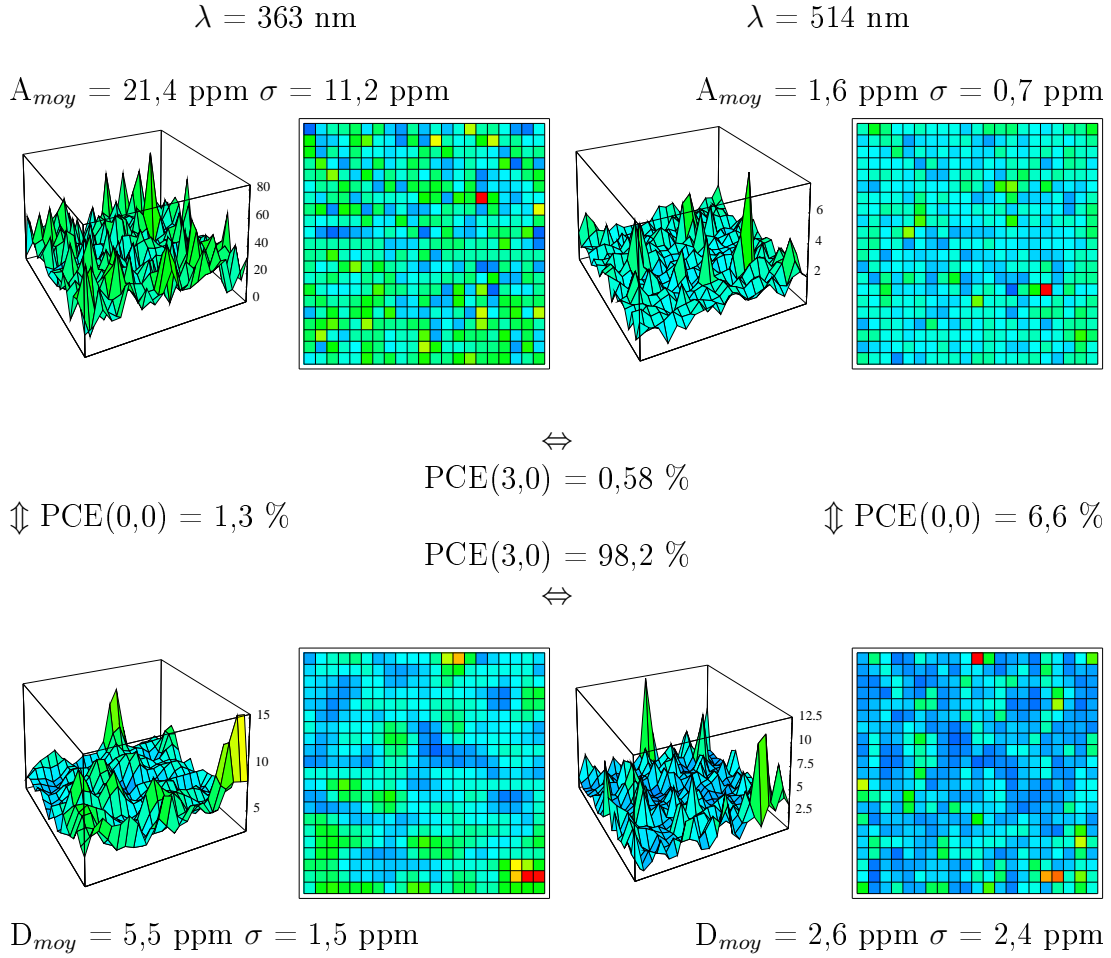 λ = 363 nm
λ = 514 nm
A_moy = 21,4 ppm σ = 11,2 ppm
A_moy = 1,6 ppm σ = 0,7 ppm
80
60
40
20
0
6
4
2
⇔
PCE(3,0) = 0,58 %
⇕ PCE(0,0) = 1,3 %
⇕ PCE(0,0) = 6,6 %
PCE(3,0) = 98,2 %
⇔
15
10
5
12.5
10
7.5
5
2.5
D_moy = 5,5 ppm σ = 1,5 ppm
D_moy = 2,6 ppm σ = 2,4 ppm